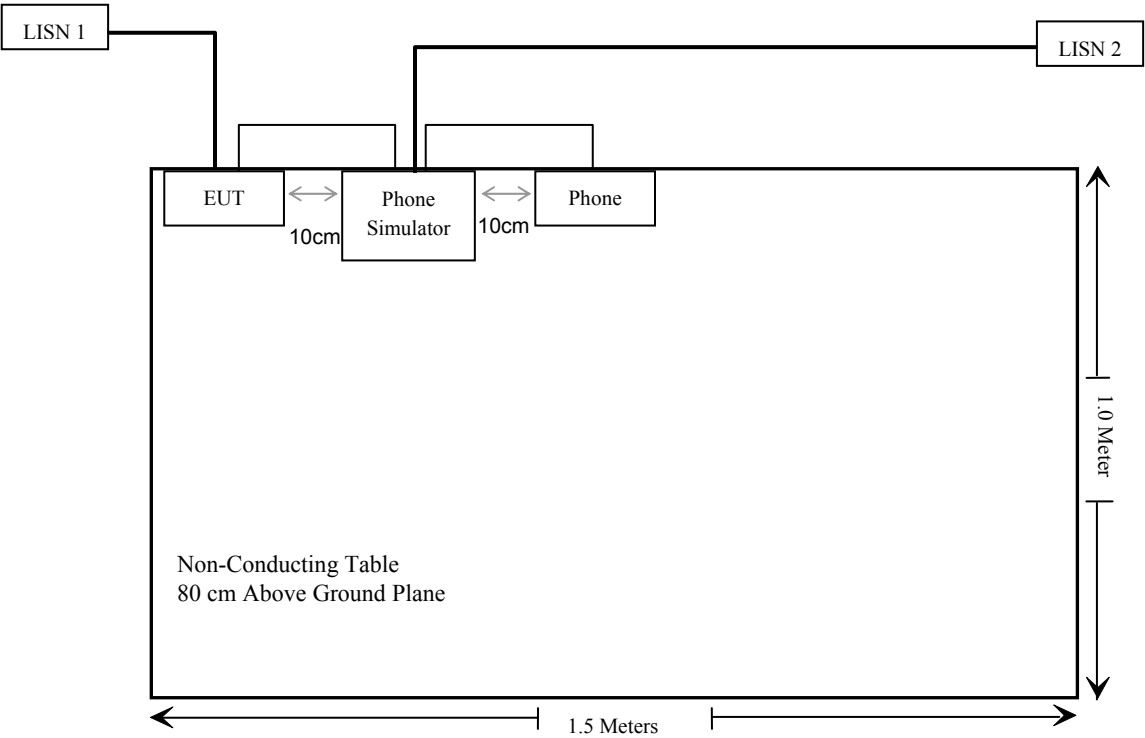 LISN 1
LISN 2
EUT
Phone
Simulator
Phone
10cm
10cm
1.0 Meter
Non-Conducting Table
80 cm Above Ground Plane
1.5 Meters